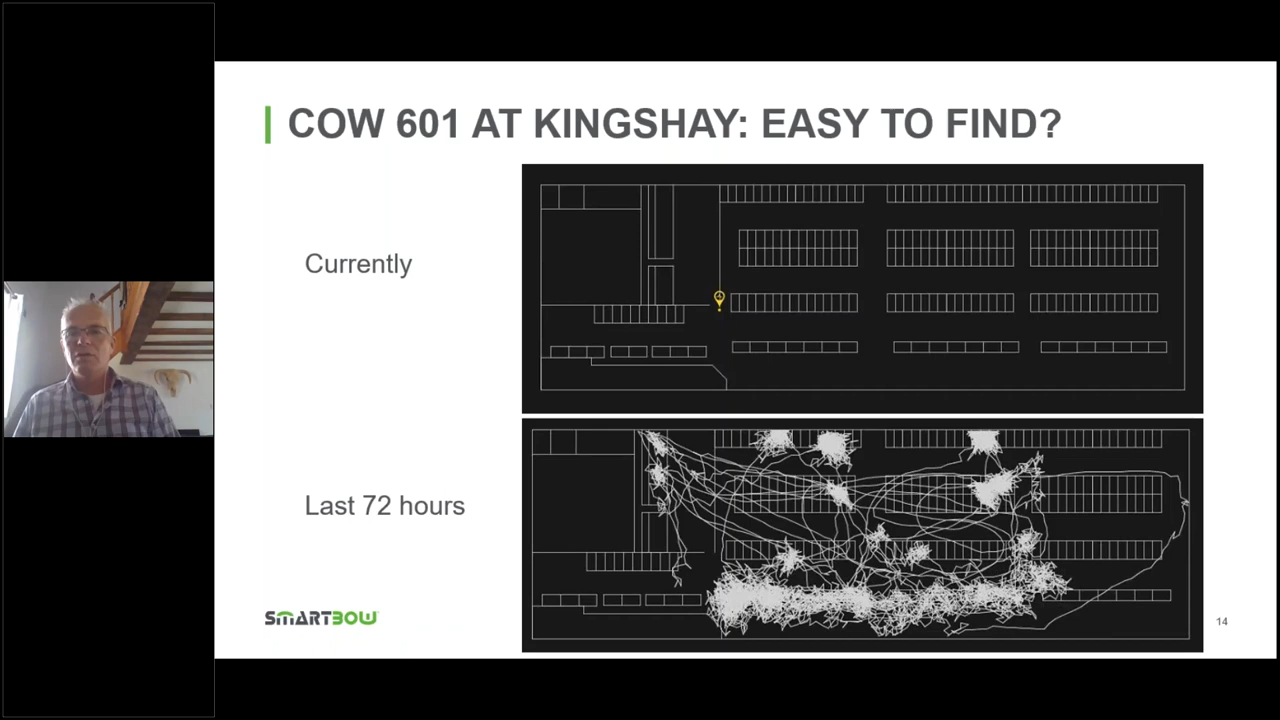 COW 601 AT KINGSHAY: EASY TO FIND?
Currently
Last 72 hours
SMARTBOW
14